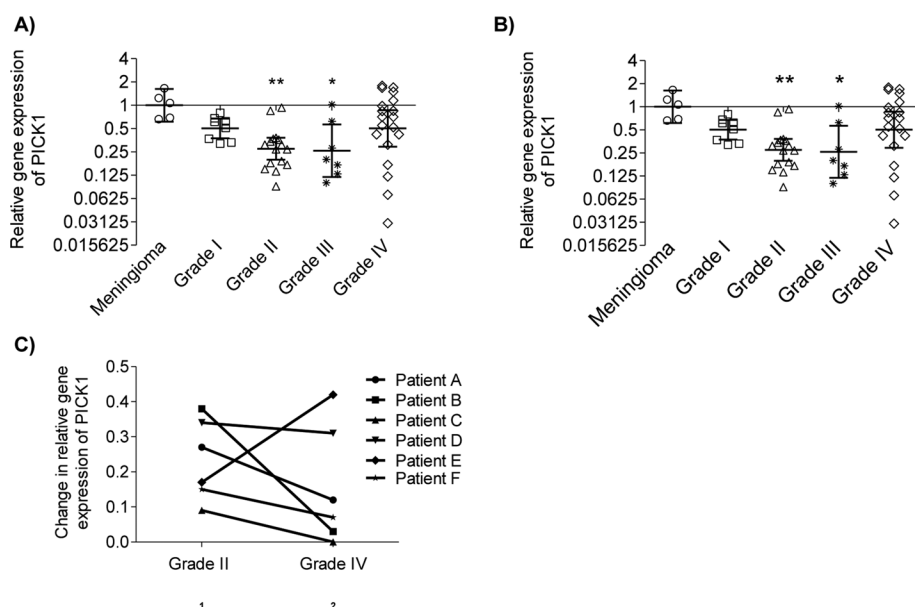 A)
Relative gene expression
of PICK1
4
2
1
0.5
0.25
0.125
0.0625
0.03125
0.015625
** *
Meningioma
Grade I
Grade II
Grade III
Grade IV
B)
Relative gene expression
of PICK1
4
2
1
0.5
0.25
0.125
0.0625
0.03125
0.015625
** *
Meningioma
Grade I
Grade II
Grade III
Grade IV
C)
Change in relative gene
expression of PICK1
0.5
0.4
0.3
0.2
0.1
0.0
Grade II Grade IV
Patient A
Patient B
Patient C
Patient D
Patient E
Patient F
1 2